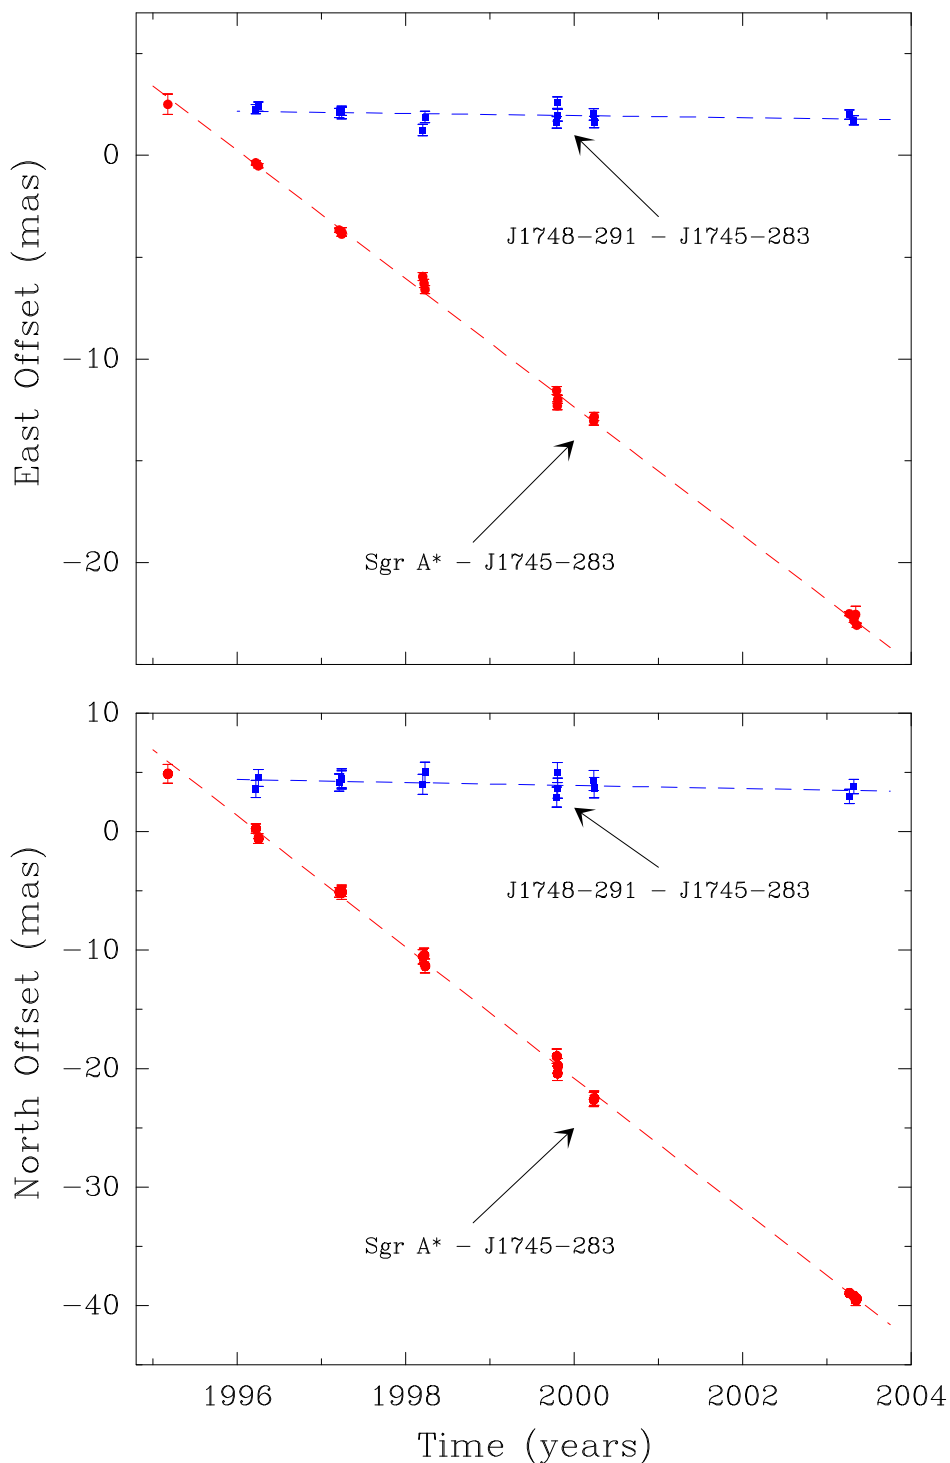 0
−10
−20
East Offset (mas)
J1748−291 − J1745−283
Sgr A* − J1745−283
10
0
−10
−20
−30
−40
North Offset (mas)
J1748−291 − J1745−283
Sgr A* − J1745−283
1996 1998 2000 2002 2004
Time (years)